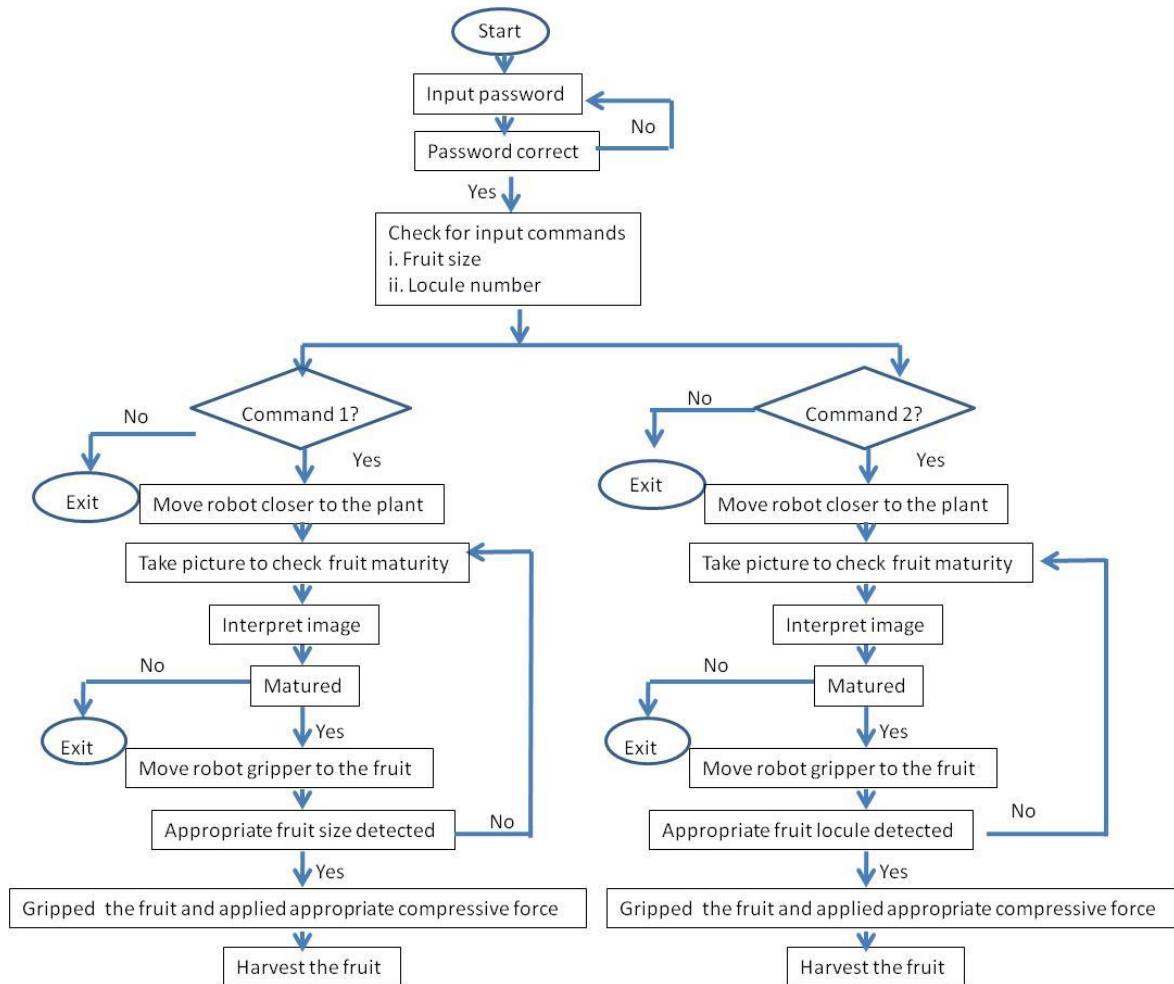 Start
Input password
No
Password correct
Yes
Check for input commands
i. Fruit size
ii. Locule number
Command 1?
No
Yes
Exit
Move robot closer to the plant
Take picture to check fruit maturity
Interpret image
No
Matured
Yes
Exit
Move robot gripper to the fruit
Appropriate fruit size detected
No
Yes
Gripped the fruit and applied appropriate compressive force
Harvest the fruit
No
Command 2?
Yes
Exit
Move robot closer to the plant
Take picture to check fruit maturity
Interpret image
No
Matured
Yes
Exit
Move robot gripper to the fruit
Appropriate fruit locule detected
No
Yes
Gripped the fruit and applied appropriate compressive force
Harvest the fruit